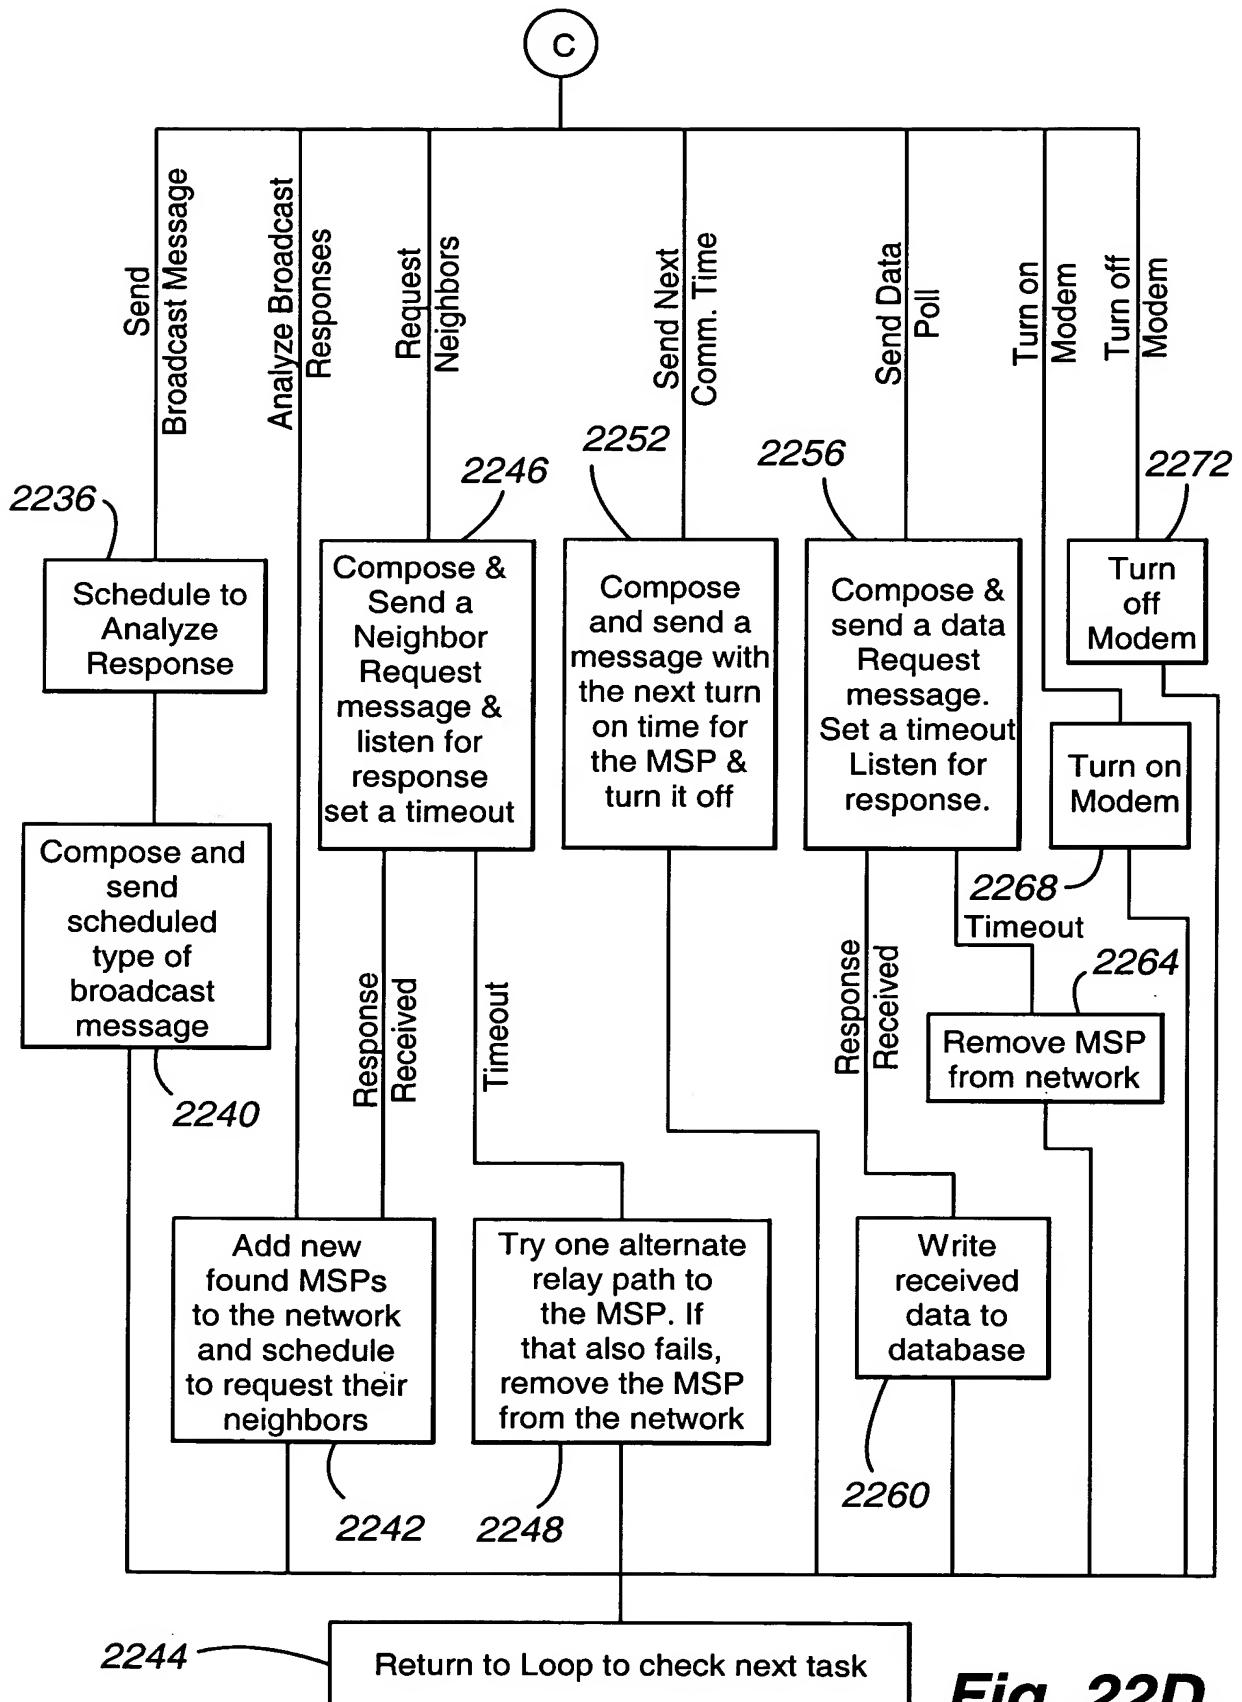 C
Send
Broadcast Message
Analyze Broadcast
Responses
Request
Neighbors
Send Next
Comm. Time
Send Data
Poll
Turn on
Modem
Turn off
Modem
2236
Schedule to
Analyze
Response
Compose and
send
scheduled
type of
broadcast
message
2240
2246
Compose &
Send a
Neighbor
Request
message &
listen for
response
set a timeout
2252
Compose
and send a
message with
the next turn
on time for
the MSP &
turn it off
2256
Compose &
send a data
Request
message.
Set a timeout
Listen for
response.
2272
Turn
off
Modem
Turn on
Modem
2268
Response
Received
Timeout
Response
Received
Timeout
2264
Remove MSP
from network
Add new
found MSPs
to the network
and schedule
to request their
neighbors
2242
Try one alternate
relay path to
the MSP. If
that also fails,
remove the MSP
from the network
2248
Write
received
data to
database
2260
2244
Return to Loop to check next task
Fig. 22D